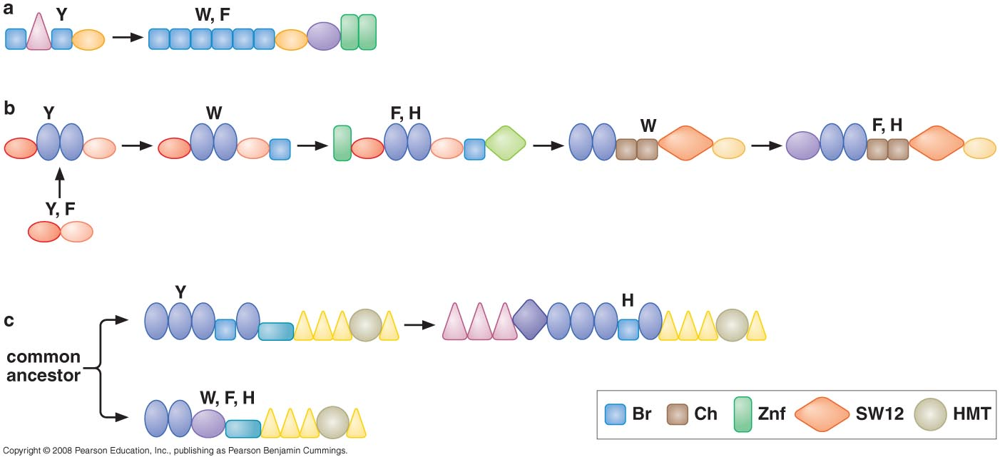 a
Y
W, F
b
Y
W
F, H
W
F, H
Y, F
c
Y
H
common
ancestor
W, F, H
Br
Ch
Znf
SW12
HMT
Copyright © 2008 Pearson Education, Inc., publishing as Pearson Benjamin Cummings.